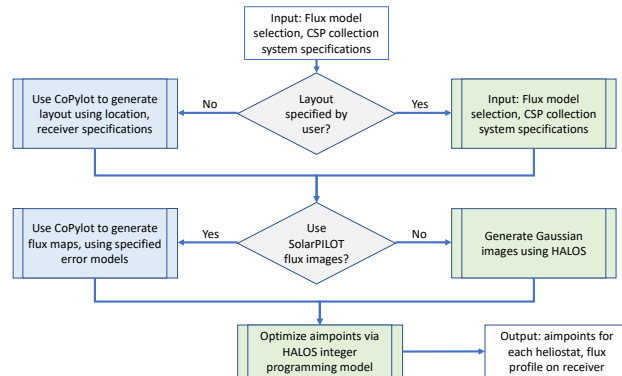 Input: Flux model
selection, CSP collection
system specifications
Use CoPylot to generate
layout using location,
receiver specifications
No
Layout
specified by
user?
Yes
Input: Flux model
selection, CSP collection
system specifications
Use CoPylot to generate
flux maps, using specified
error models
Yes
Use
SolarPILOT
flux images?
No
Generate Gaussian
images using HALOS
Optimize aimpoints via
HALOS integer
programming model
Output: aimpoints for
each heliostat, flux
profile on receiver